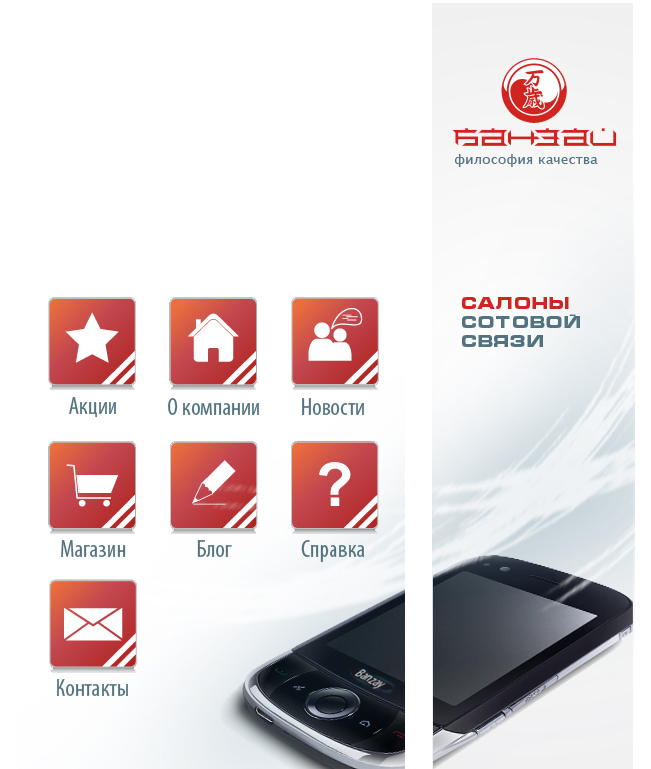 万
歳
БАНЗАЙ
философия качества
САЛОНЫ
СОТОВОЙ
СВЯЗИ
Акции
О компании
Новости
Магазин
Блог
Справка
?
Контакты
Banzay